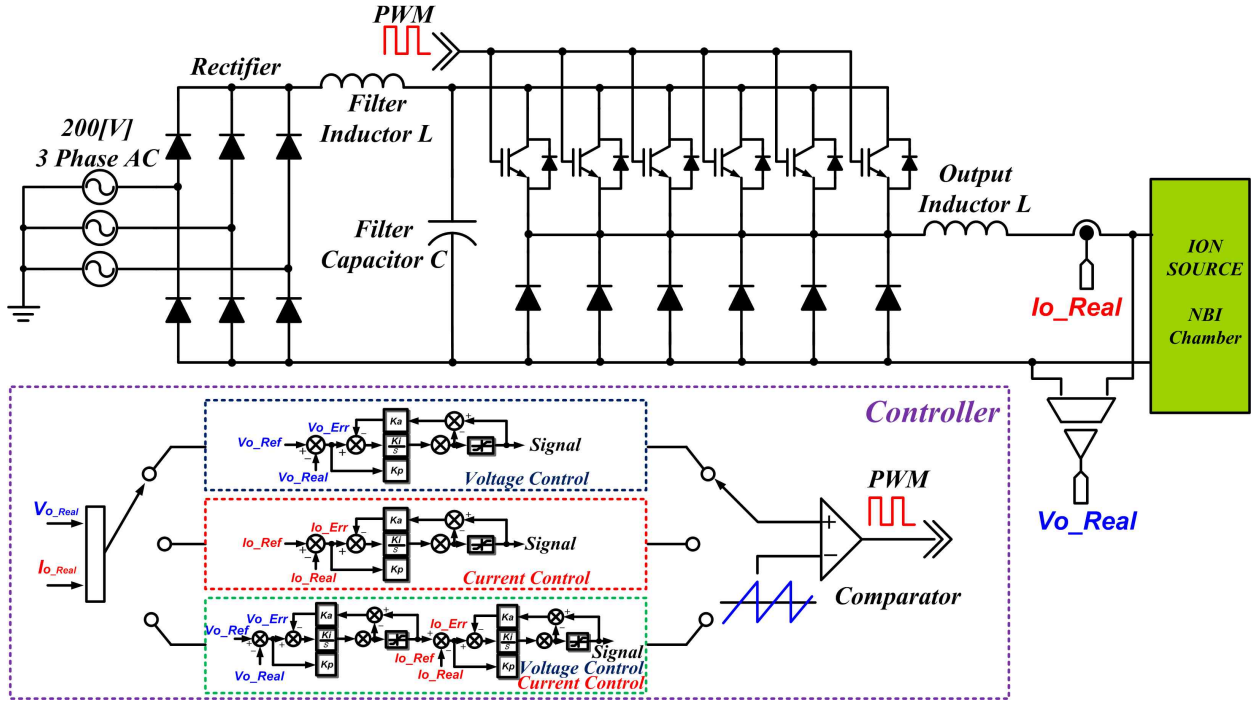 PWM
Rectifier
Filter
Inductor L
200[V]
3 Phase AC
Filter
Capacitor C
Output
Inductor L
Io_Real
ION
SOURCE
NBI
Chamber
Vo_Real
Controller
Vo_Ref
Vo_Err
Vo_Real
+
−
+
−
Ka
Ki
s
Kp
+
−
Signal
Voltage Control
Vo_Real
Io_Real
Io_Ref
Io_Err
Io_Real
+
−
+
−
Ka
Ki
s
Kp
+
−
Signal
Current Control
Vo_Ref
Vo_Err
Vo_Real
+
−
+
−
Ka
Ki
s
Kp
+
−
Io_Ref
Io_Err
Io_Real
+
−
+
−
Ka
Ki
s
Kp
+
−
Signal
Voltage Control
Current Control
PWM
+
−
Comparator